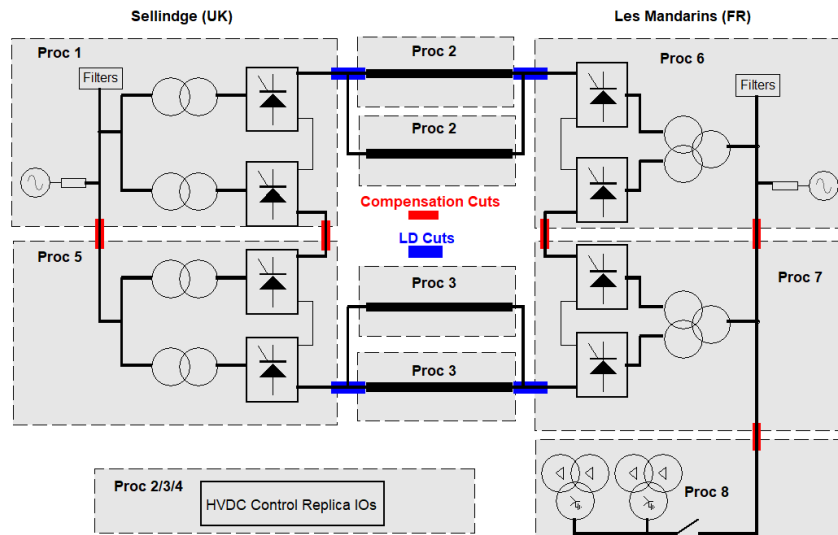 Sellindge (UK)
Les Mandarins (FR)
Proc 1
Filters
Proc 2
Proc 2
Proc 6
Filters
Compensation Cuts
LD Cuts
Proc 5
Proc 3
Proc 3
Proc 7
Proc 2/3/4
HVDC Control Replica IOs
Proc 8